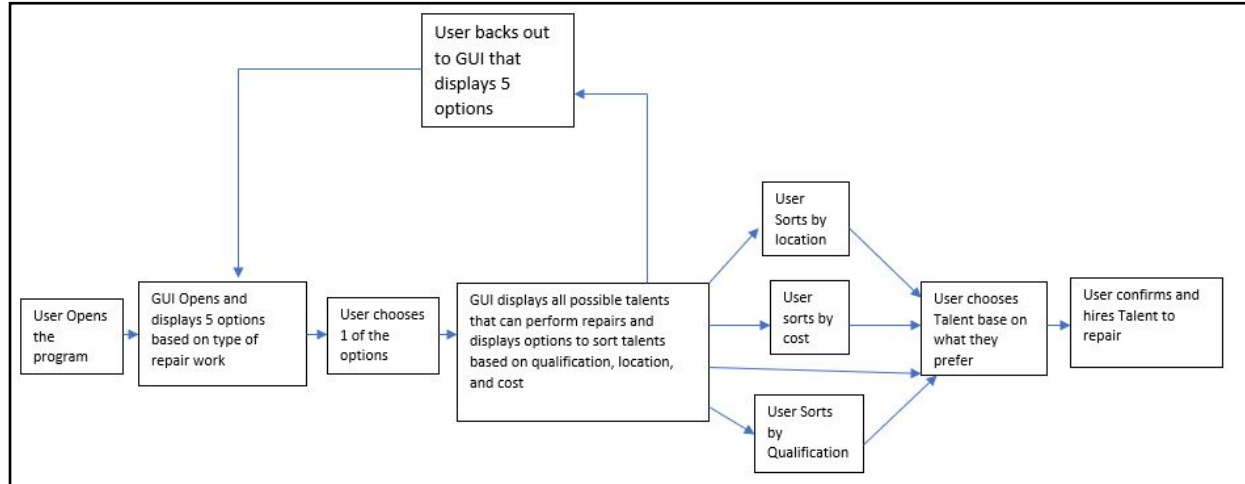 User backs out
to GUI that
displays 5
options
User
Sorts by
location
User Opens
the
program
GUI Opens and
displays 5 options
based on type of
repair work
User chooses
1 of the
options
GUI displays all possible talents
that can perform repairs and
displays options to sort talents
based on qualification, location,
and cost
User
sorts by
cost
User chooses
Talent base on
what they
prefer
User confirms and
hires Talent to
repair
User Sorts
by
Qualification